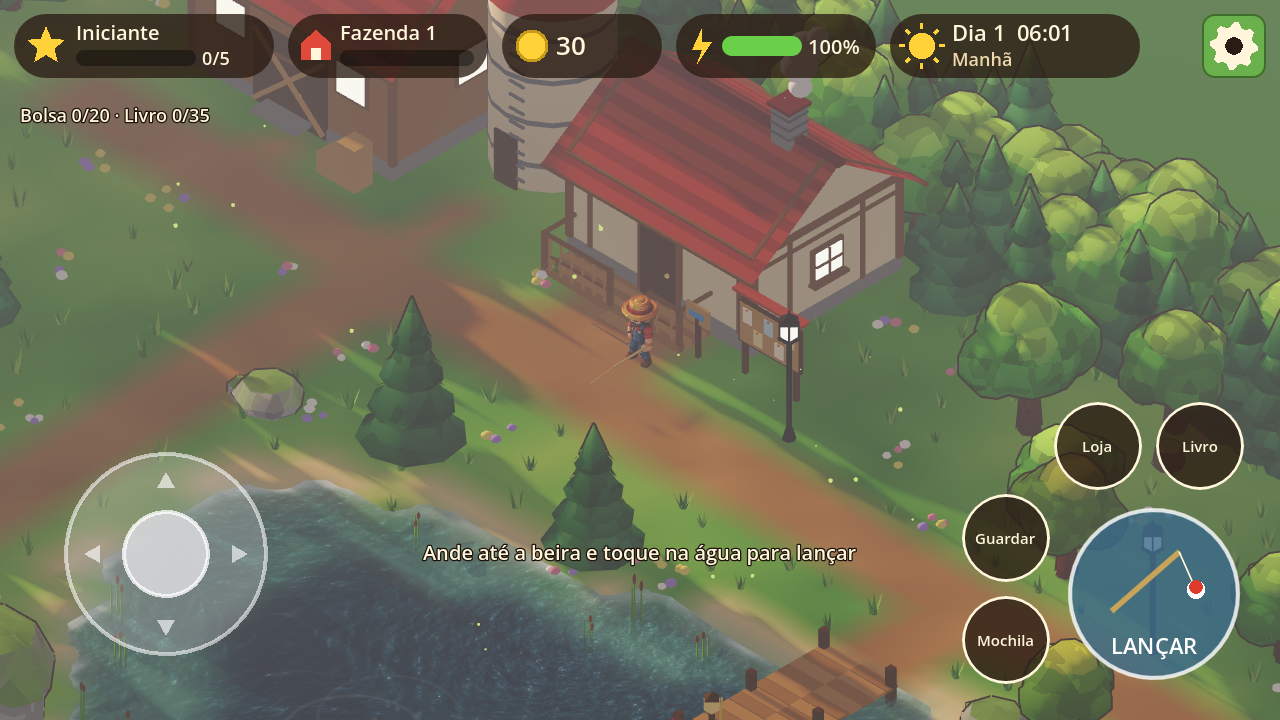 Iniciante
0/5
Fazenda 1
30
100%
Dia 1 06:01
Manhã
Bolsa 0/20 · Livro 0/35
Loja
Livro
Guardar
Ande até a beira e toque na água para lançar
Mochila
LANÇAR